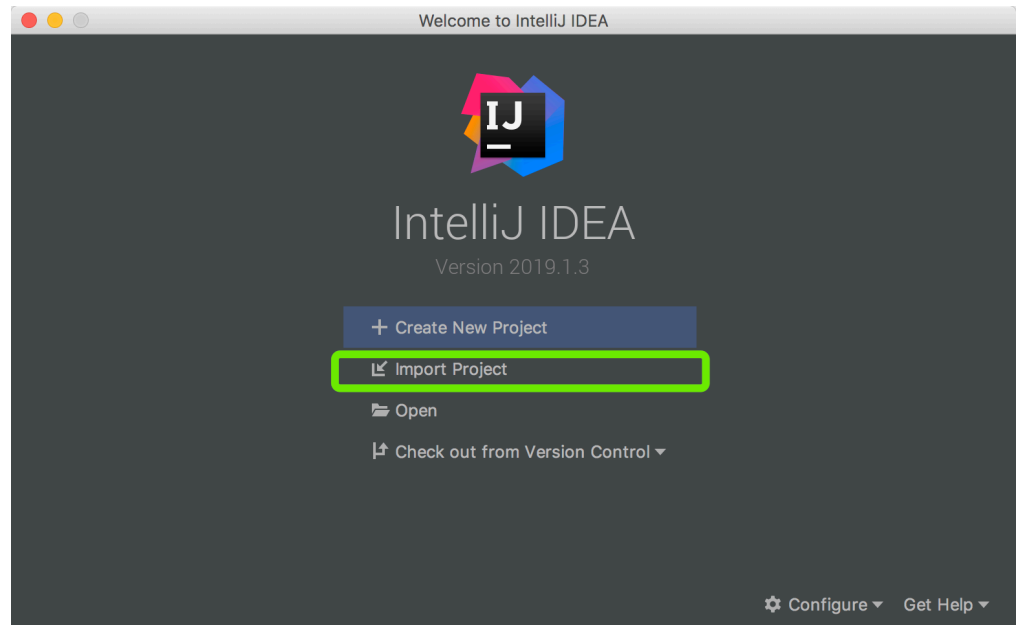 Welcome to IntelliJ IDEA
IJ
IntelliJ IDEA
Version 2019.1.3
Create New Project
Import Project
Open
Check out from Version Control
Configure Get Help